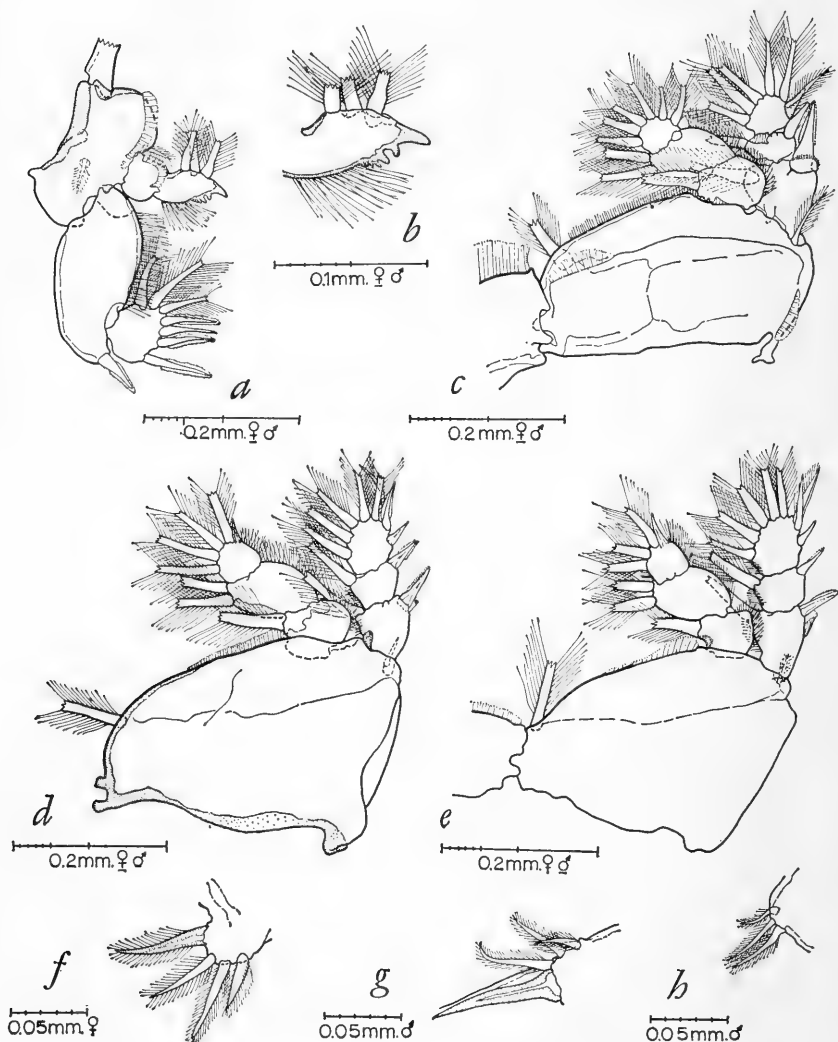 a
b
0.1mm. ♀ ♂
c
0.2mm. ♀ ♂
0.2mm. ♀ ♂
d
0.2mm. ♀ ♂
e
0.2mm. ♀ ♂
f
0.05mm. ♀
g
0.05mm. ♂
h
0.05mm. ♂